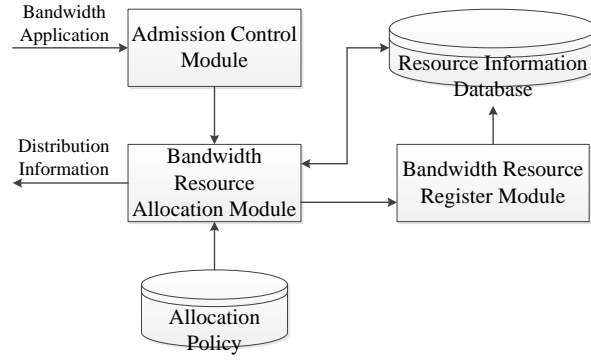 Bandwidth
Application
Admission Control
Module
Resource Information
Database
Distribution
Information
Bandwidth
Resource
Allocation Module
Bandwidth Resource
Register Module
Allocation
Policy